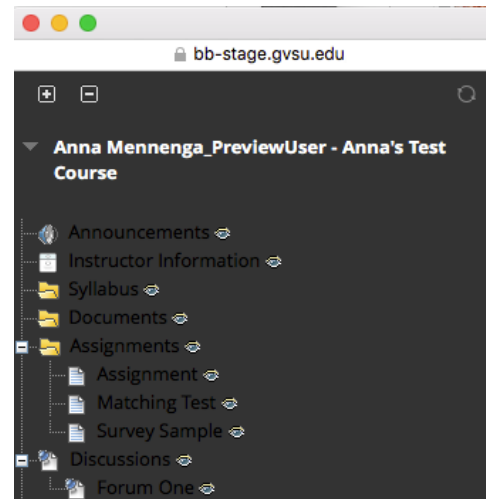 bb-stage.gvsu.edu
Anna Mennenga_PreviewUser - Anna's Test
Course
Announcements
Instructor Information
Syllabus
Documents
Assignments
Assignment
Matching Test
Survey Sample
Discussions
Forum One